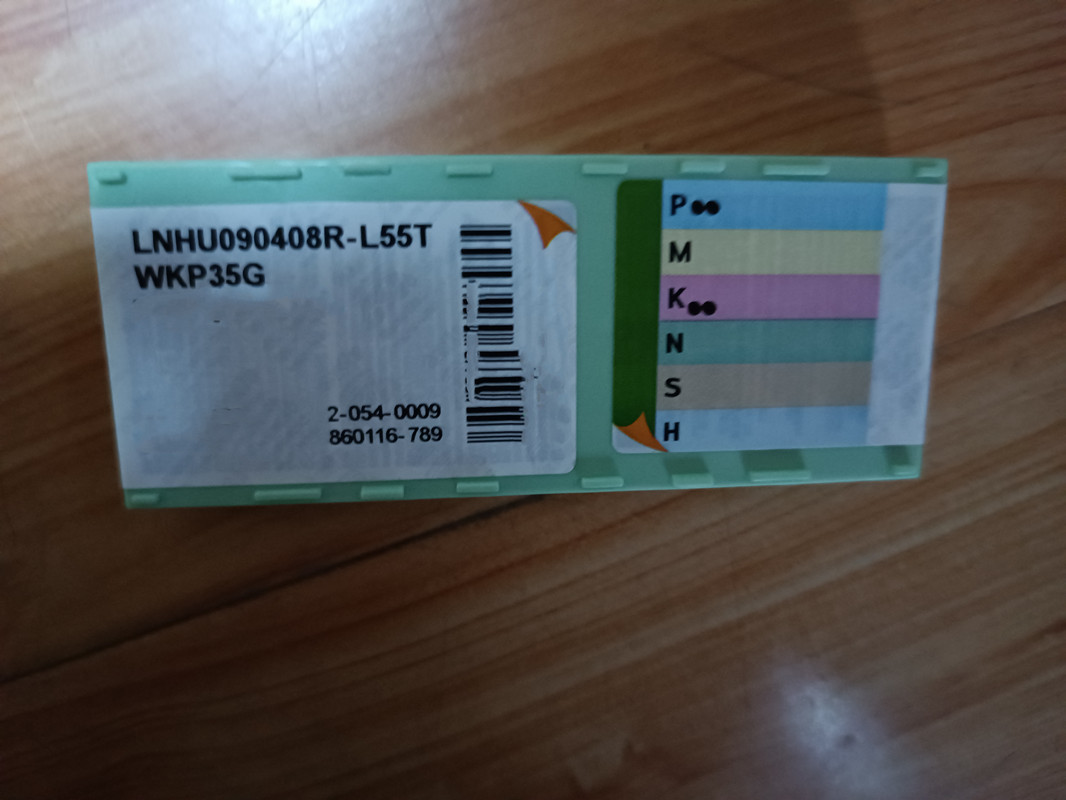 LNHU090408R-L55T
WKP35G
2-054-0009
860116-789
P
M
K
N
S
H